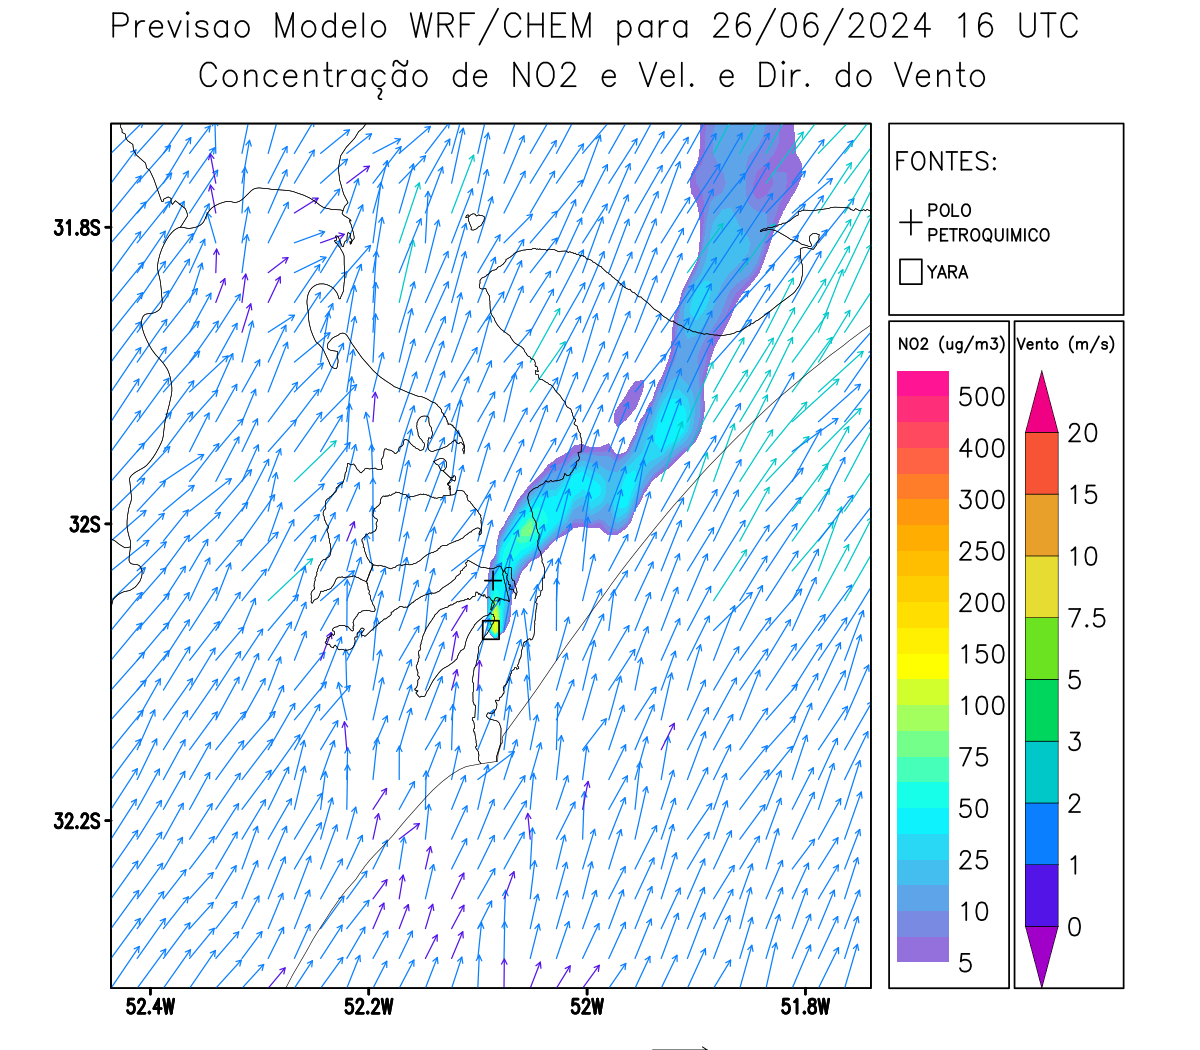 Previsao Modelo WRF/CHEM para 26/06/2024 16 UTC
Concentração de NO2 e Vel. e Dir. do Vento
FONTES:
POLO
PETROQUIMICO
YARA
31.8S
32S
32.2S
52.4W
52.2W
52W
51.8W
NO2 (ug/m3)
500
400
300
250
200
150
100
75
50
25
10
5
Vento (m/s)
20
15
10
7.5
5
3
2
1
0